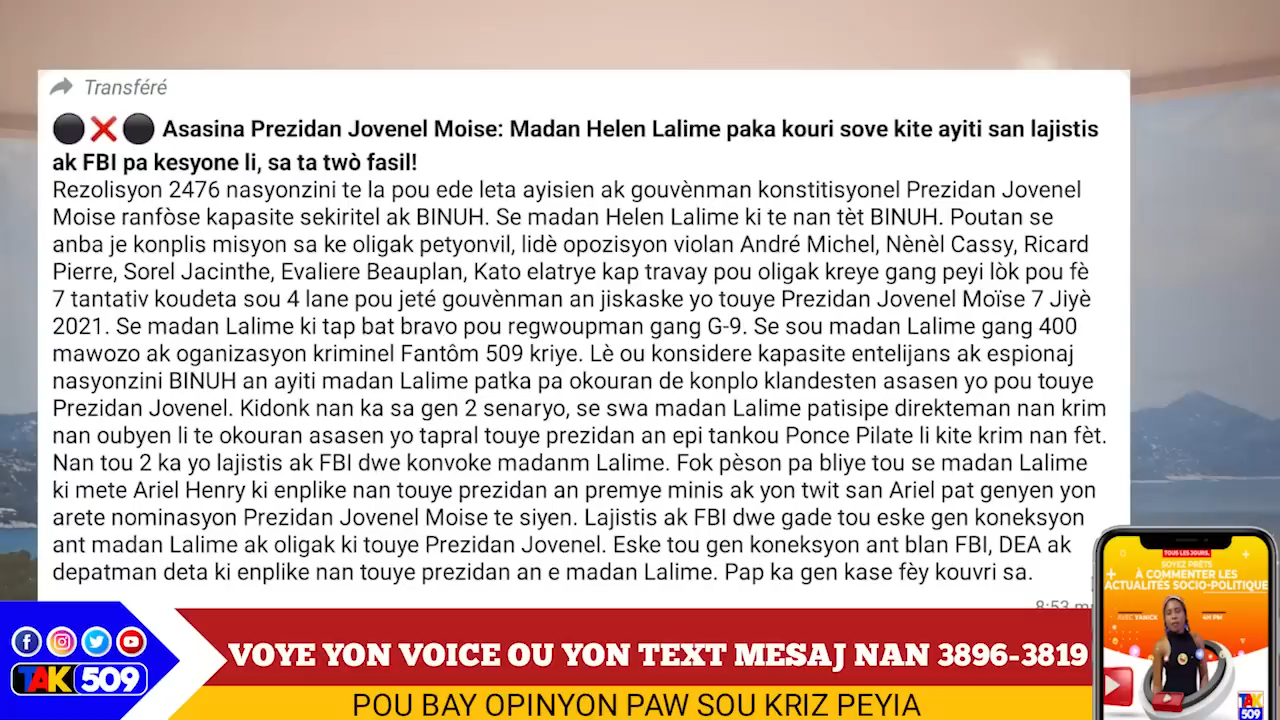 Transféré
Asasina Prezidan Jovenel Moise: Madan Helen Lalime paka kouri sove kite ayiti san lajistis
ak FBI pa kesyone li, sa ta twò fasil!
Rezolisyon 2476 nasyonzini te la pou ede leta ayisien ak gouvènman konstitisyonel Prezidan Jovenel
Moise ranfòse kapasite sekiritel ak BINUH. Se madan Helen Lalime ki te nan tèt BINUH. Poutan se
anba je konplis misyon sa ke oligak petyonvil, lidè opozisyon violan André Michel, Nènèl Cassy, Ricard
Pierre, Sorel Jacinthe, Evaliere Beauplan, Kato elatrye kap travay pou oligak kreye gang peyi lòk pou fè
7 tantativ koudeta sou 4 lane pou jeté gouvènman an jiskaske yo touye Prezidan Jovenel Moïse 7 Jiyè
2021. Se madan Lalime ki tap bat bravo pou regwoupman gang G-9. Se sou madan Lalime gang 400
mawozo ak oganizasyon kriminel Fantôm 509 kriye. Lè ou konsidere kapasite entelijans ak espionaj
nasyonzini BINUH an ayiti madan Lalime patka pa okouran de konplo klandesten asasen yo pou touye
Prezidan Jovenel. Kidonk nan ka sa gen 2 senaryo, se swa madan Lalime patisipe direkteman nan krim
nan oubyen li te okouran asasen yo tapral touye prezidan an epi tankou Ponce Pilate li kite krim nan fèt.
Nan tou 2 ka yo lajistis ak FBI dwe konvoke madanm Lalime. Fok pèson pa bliye tou se madan Lalime
ki mete Ariel Henry ki enplike nan touye prezidan an premye minis ak yon twit san Ariel pat genyen yon
arete nominasyon Prezidan Jovenel Moise te siyen. Lajistis ak FBI dwe gade tou eske gen koneksyon
ant madan Lalime ak oligak ki touye Prezidan Jovenel. Eske tou gen koneksyon ant blan FBI, DEA ak
depatman deta ki enplike nan touye prezidan an e madan Lalime. Pap ka gen kase fèy kouvri sa.
8:53
TAK 509
VOYE YON VOICE OU YON TEXT MESAJ NAN 3896-3819
POU BAY OPINYON PAW SOU KRIZ PEYIA
TOUS LES JOURS,
SOYEZ PRÊTS
À COMMENTER LES
ACTUALITÉS SOCIO-POLITIQUE
AVEC YANICK
TAK
509